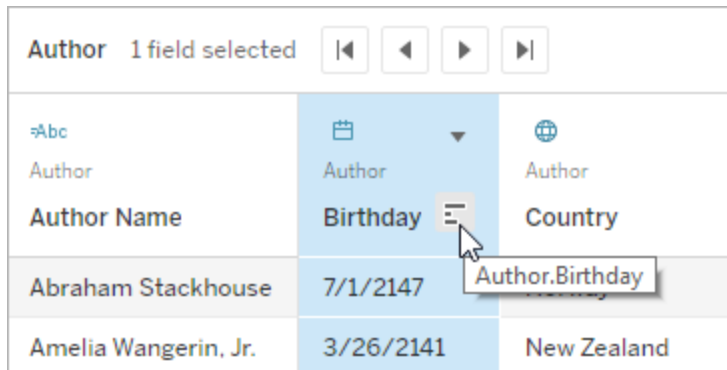 Author 1 field selected
=Abc
Author Author Author
Author Name Birthday Country
Author.Birthday
Abraham Stackhouse 7/1/2147
Amelia Wangerin, Jr. 3/26/2141 New Zealand